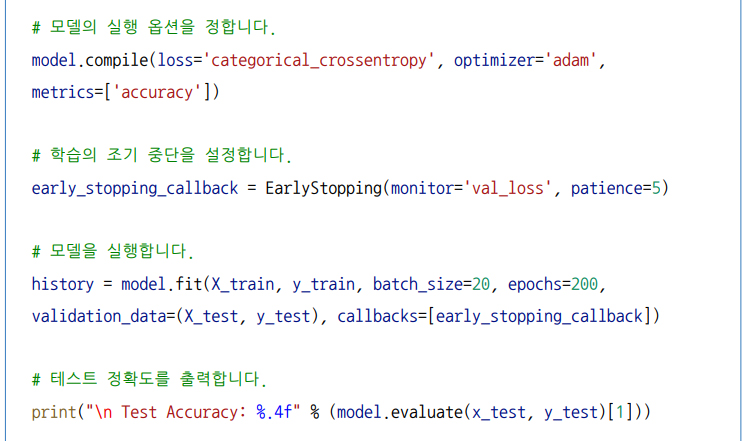 # 모델의 실행 옵션을 정합니다.
model.compile(loss='categorical_crossentropy', optimizer='adam',
metrics=['accuracy'])
# 학습의 조기 중단을 설정합니다.
early_stopping_callback = EarlyStopping(monitor='val_loss', patience=5)
# 모델을 실행합니다.
history = model.fit(X_train, y_train, batch_size=20, epochs=200,
validation_data=(X_test, y_test), callbacks=[early_stopping_callback])
# 테스트 정확도를 출력합니다.
print("\n Test Accuracy: %.4f" % (model.evaluate(x_test, y_test)[1]))